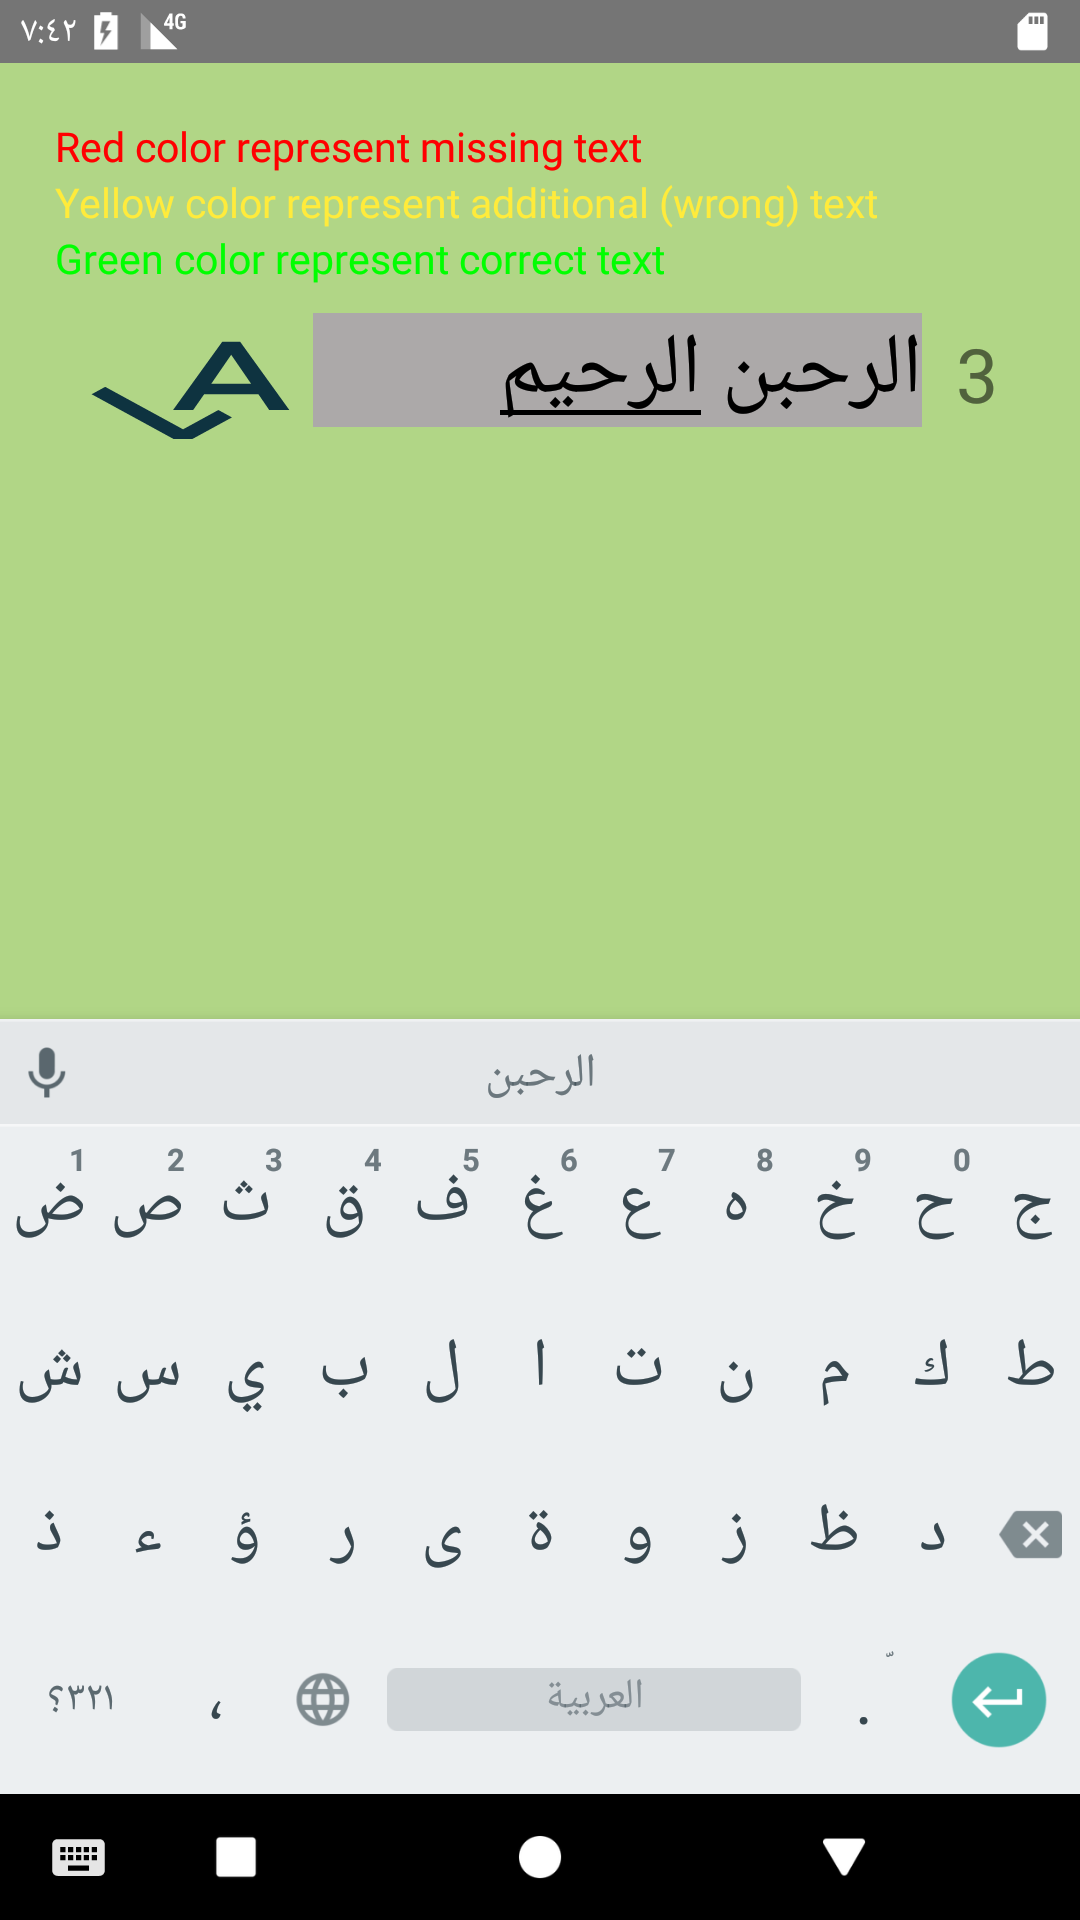 ٧:٤٢ 4G
Red color represent missing text
Yellow color represent additional (wrong) text
Green color represent correct text
3 الرحبن الرحيم
الرحبن
1 2 3 4 5 6 7 8 9 0
ض ص ث ق ف غ ع ه خ ح ج
ش س ي ب ل ا ت ن م ك ط
ذ ء ؤ ر ى ة و ز ظ د
؟٣٢١ ، العربية .